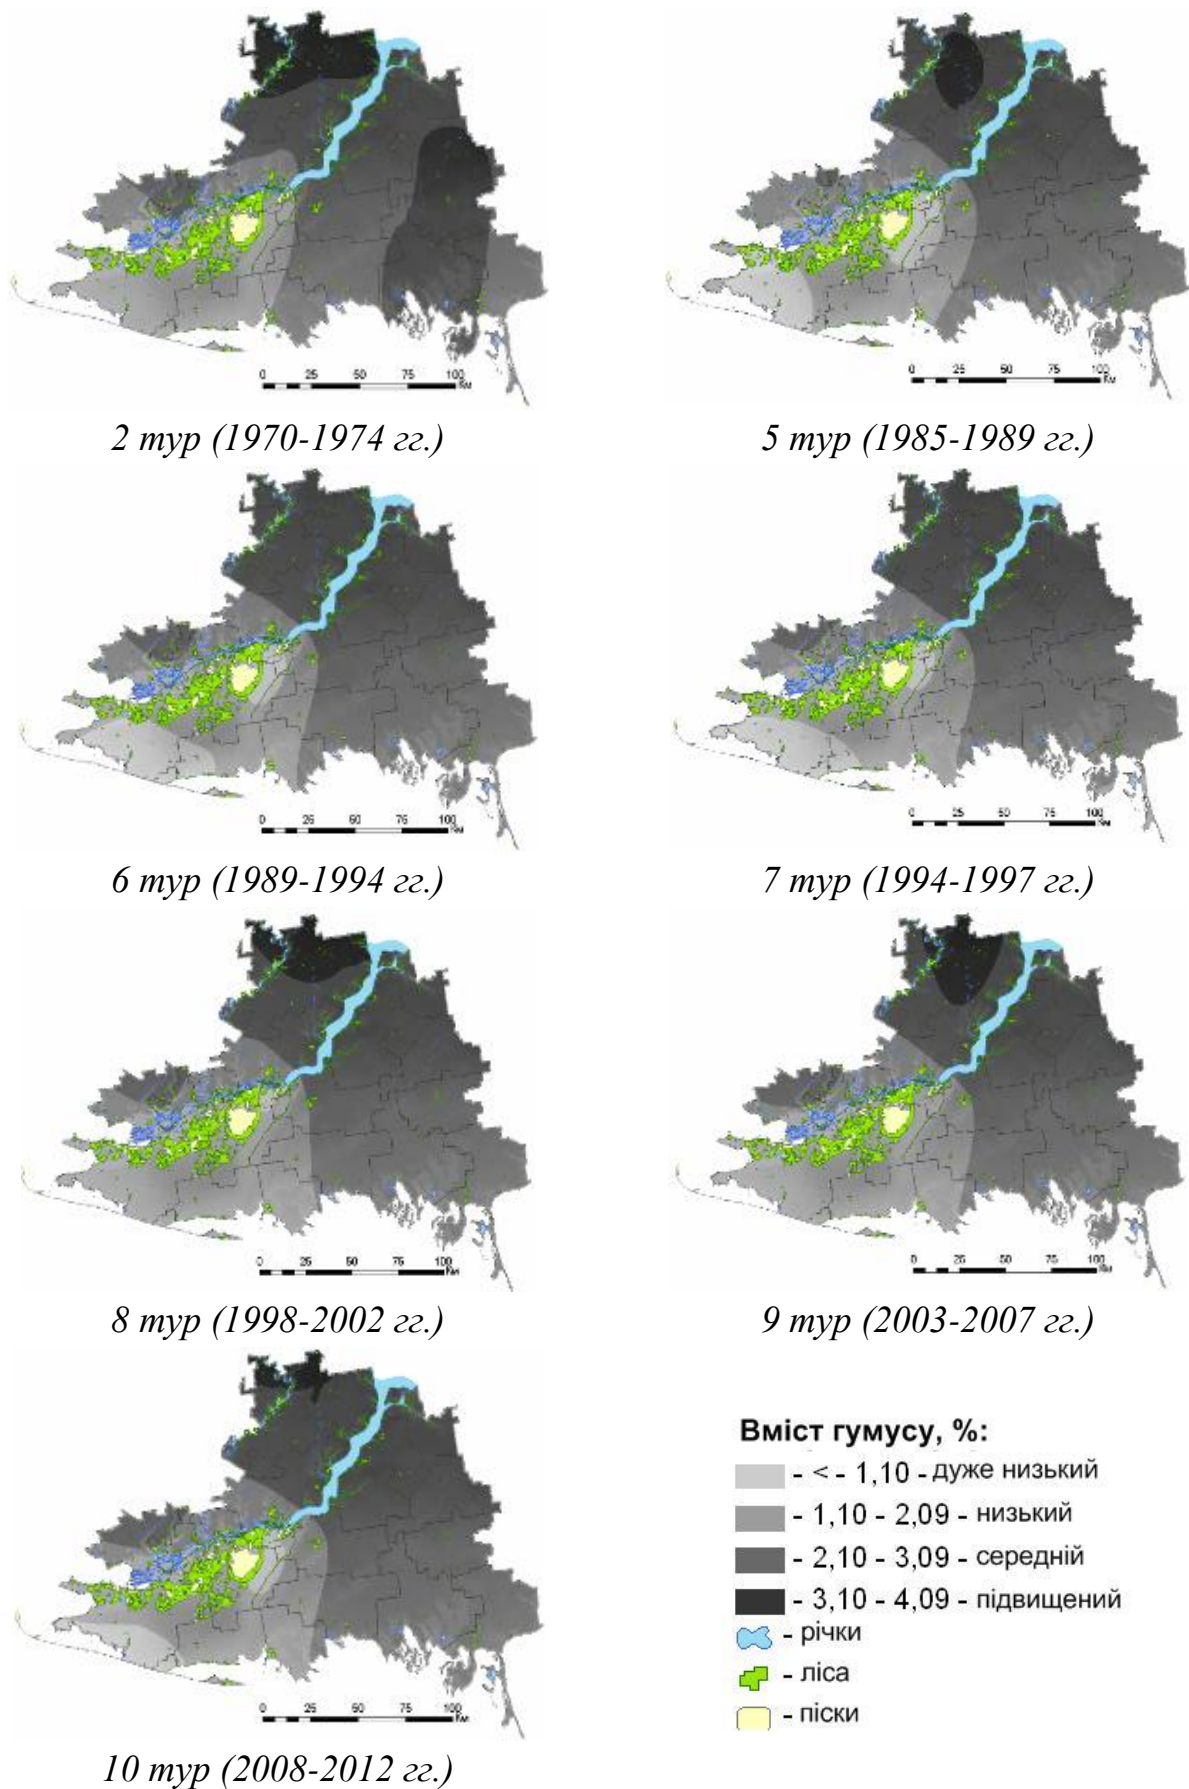 0 25 50 75 100
Км
0 25 50 75 100
Км
2 тур (1970-1974 гг.)
5 тур (1985-1989 гг.)
0 25 50 75 100
Км
0 25 50 75 100
Км
6 тур (1989-1994 гг.)
7 тур (1994-1997 гг.)
0 25 50 75 100
Км
0 25 50 75 100
Км
8 тур (1998-2002 гг.)
9 тур (2003-2007 гг.)
Вміст гумусу, %:
- < - 1,10 - дуже низький
- 1,10 - 2,09 - низький
- 2,10 - 3,09 - середній
- 3,10 - 4,09 - підвищений
- річки
- ліса
- піски
0 25 50 75 100
Км
10 тур (2008-2012 гг.)